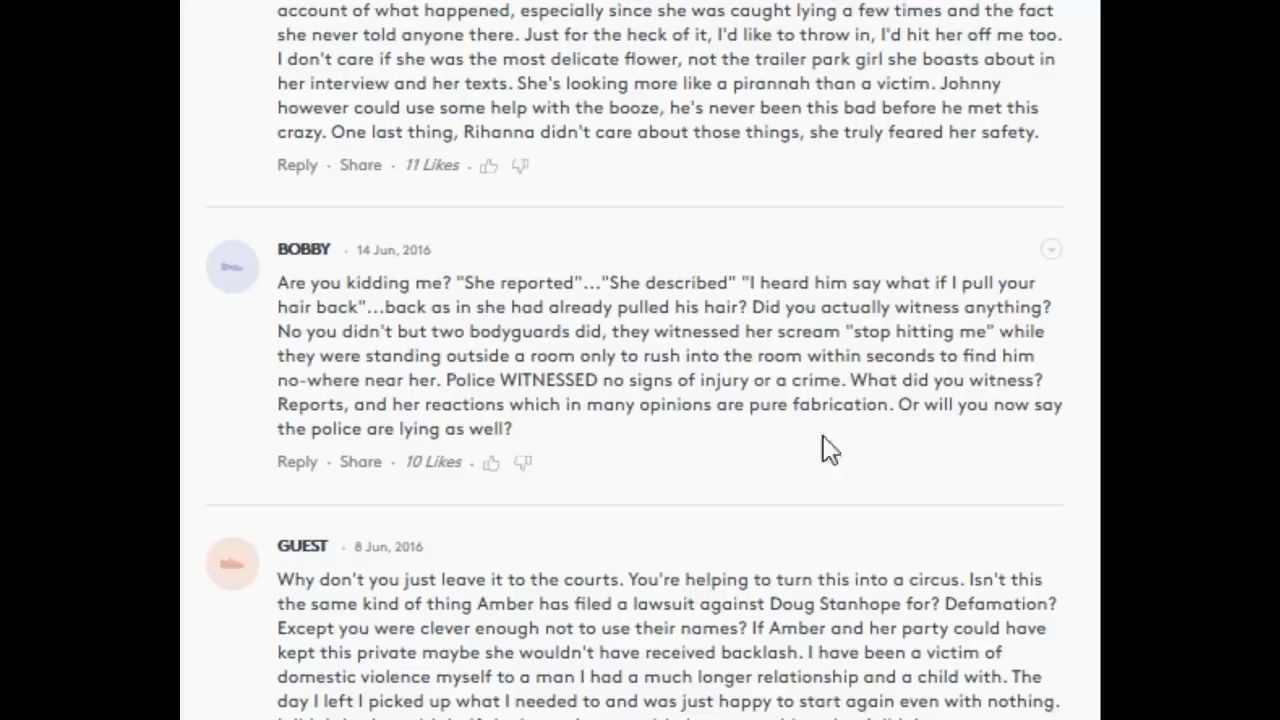 account of what happened, especially since she was caught lying a few times and the fact
she never told anyone there. Just for the heck of it, I'd like to throw in, I'd hit her off me too.
I don't care if she was the most delicate flower, not the trailer park girl she boasts about in
her interview and her texts. She's looking more like a pirannah than a victim. Johnny
however could use some help with the booze, he's never been this bad before he met this
crazy. One last thing, Rihanna didn't care about those things, she truly feared her safety.
Reply · Share · 11 Likes ·
BOBBY · 14 Jun, 2016
Are you kidding me? "She reported"..."She described" "I heard him say what if I pull your
hair back"...back as in she had already pulled his hair? Did you actually witness anything?
No you didn't but two bodyguards did, they witnessed her scream "stop hitting me" while
they were standing outside a room only to rush into the room within seconds to find him
no-where near her. Police WITNESSED no signs of injury or a crime. What did you witness?
Reports, and her reactions which in many opinions are pure fabrication. Or will you now say
the police are lying as well?
Reply · Share · 10 Likes ·
GUEST · 8 Jun, 2016
Why don't you just leave it to the courts. You're helping to turn this into a circus. Isn't this
the same kind of thing Amber has filed a lawsuit against Doug Stanhope for? Defamation?
Except you were clever enough not to use their names? If Amber and her party could have
kept this private maybe she wouldn't have received backlash. I have been a victim of
domestic violence myself to a man I had a much longer relationship and a child with. The
day I left I picked up what I needed to and was just happy to start again even with nothing.